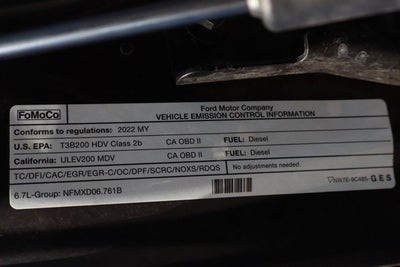 FoMoCo
Ford Motor Company
VEHICLE EMISSION CONTROL INFORMATION
Conforms to regulations: 2022 MY
U.S. EPA: T3B200 HDV Class 2b CA OBD II FUEL: Diesel
California: ULEV200 MDV CA OBD II FUEL: Diesel
TC/DFI/CAC/EGR/EGR-C/OC/DPF/SCRC/NOXS/RDQS No adjustments needed.
6.7L-Group: NFMXD06.761B GES